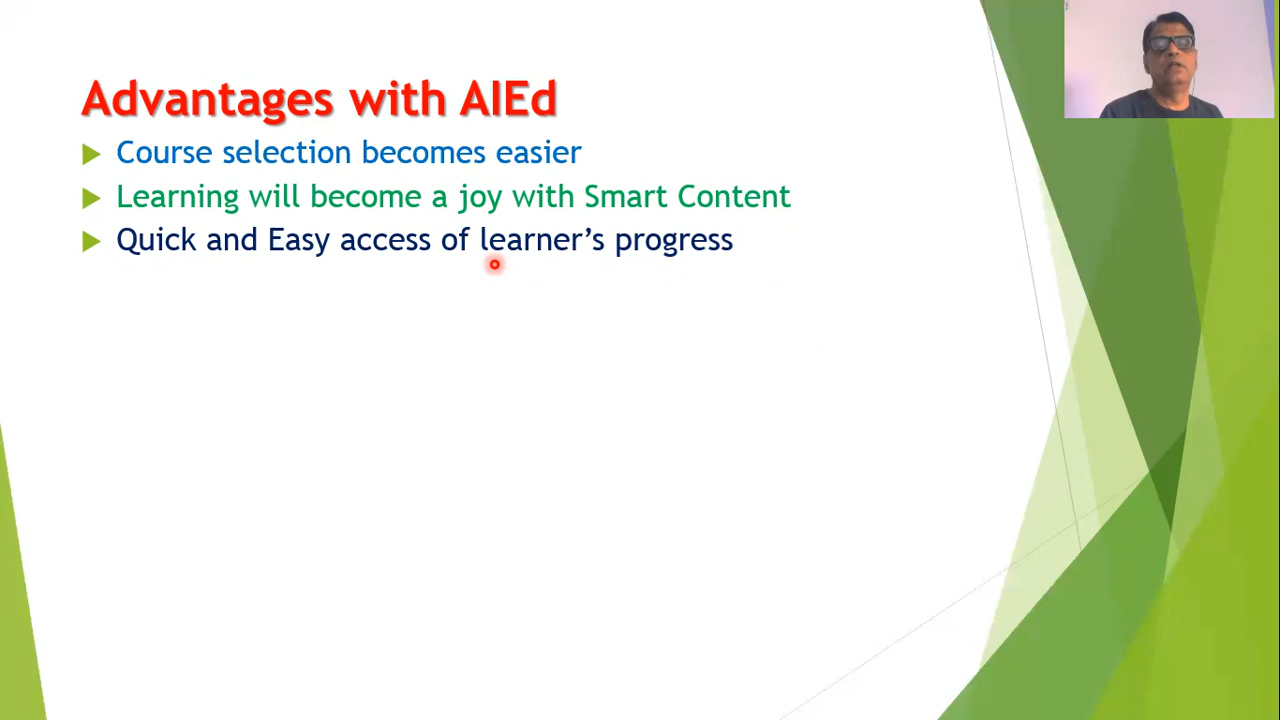 Advantages with AIEd
Course selection becomes easier
Learning will become a joy with Smart Content
Quick and Easy access of learner’s progress